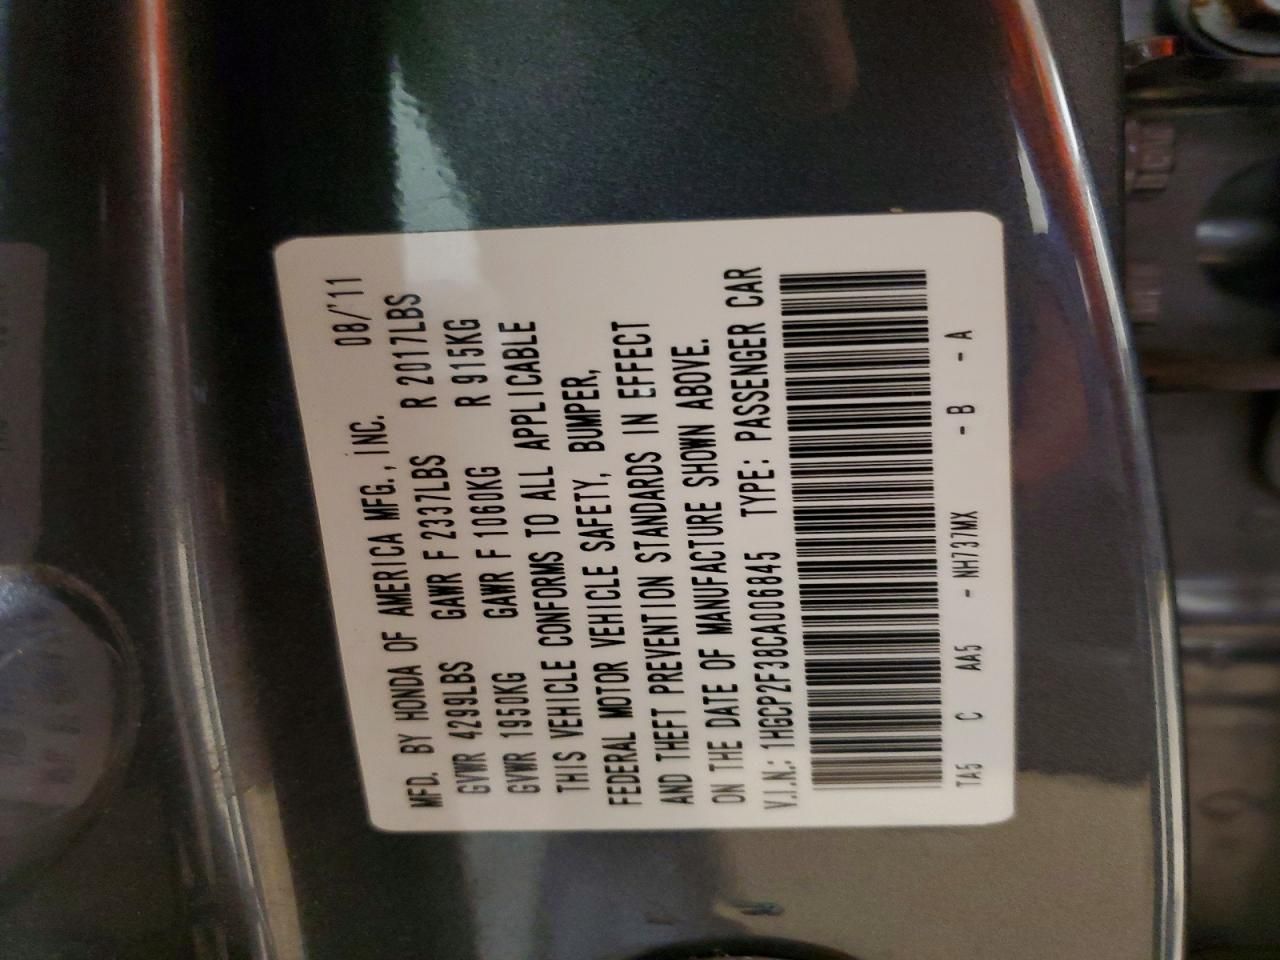 MFD. BY HONDA OF AMERICA MFG., INC. 08/'11
GVWR 4299LBS GAWR F 2337LBS R 2017LBS
GVWR 1950KG GAWR F 1060KG R 915KG
THIS VEHICLE CONFORMS TO ALL APPLICABLE
FEDERAL MOTOR VEHICLE SAFETY, BUMPER,
AND THEFT PREVENTION STANDARDS IN EFFECT
ON THE DATE OF MANUFACTURE SHOWN ABOVE.
V.I.N.: 1HGCP2F38CA006845 TYPE: PASSENGER CAR
TA5 C AA5 - NH737MX - B - A